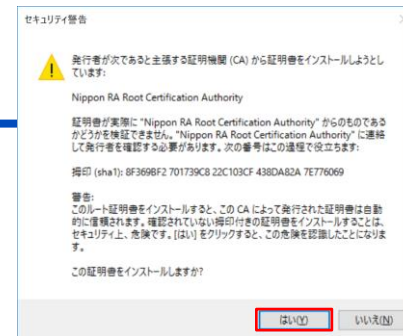 セキュリティ警告
発行者が次であると主張する証明機関 (CA) から証明書をインストールしようとし
ています:
Nippon RA Root Certification Authority
証明書が実際に "Nippon RA Root Certification Authority" からのものである
かどうかを検証できません。"Nippon RA Root Certification Authority" に連絡
して発行者を確認する必要があります。次の番号はこの過程で役立ちます:
拇印 (sha1): 8F369BF2 701739C8 22C103CF 438DA82A 7E776069
警告:
このルート証明書をインストールすると、この CA によって発行された証明書は自動
的に信頼されます。確認されていない拇印付きの証明書をインストールすることは、
セキュリティ上、危険です。[はい] をクリックすると、この危険を認識したことになりま
す。
この証明書をインストールしますか?
はい(Y) いいえ(N)